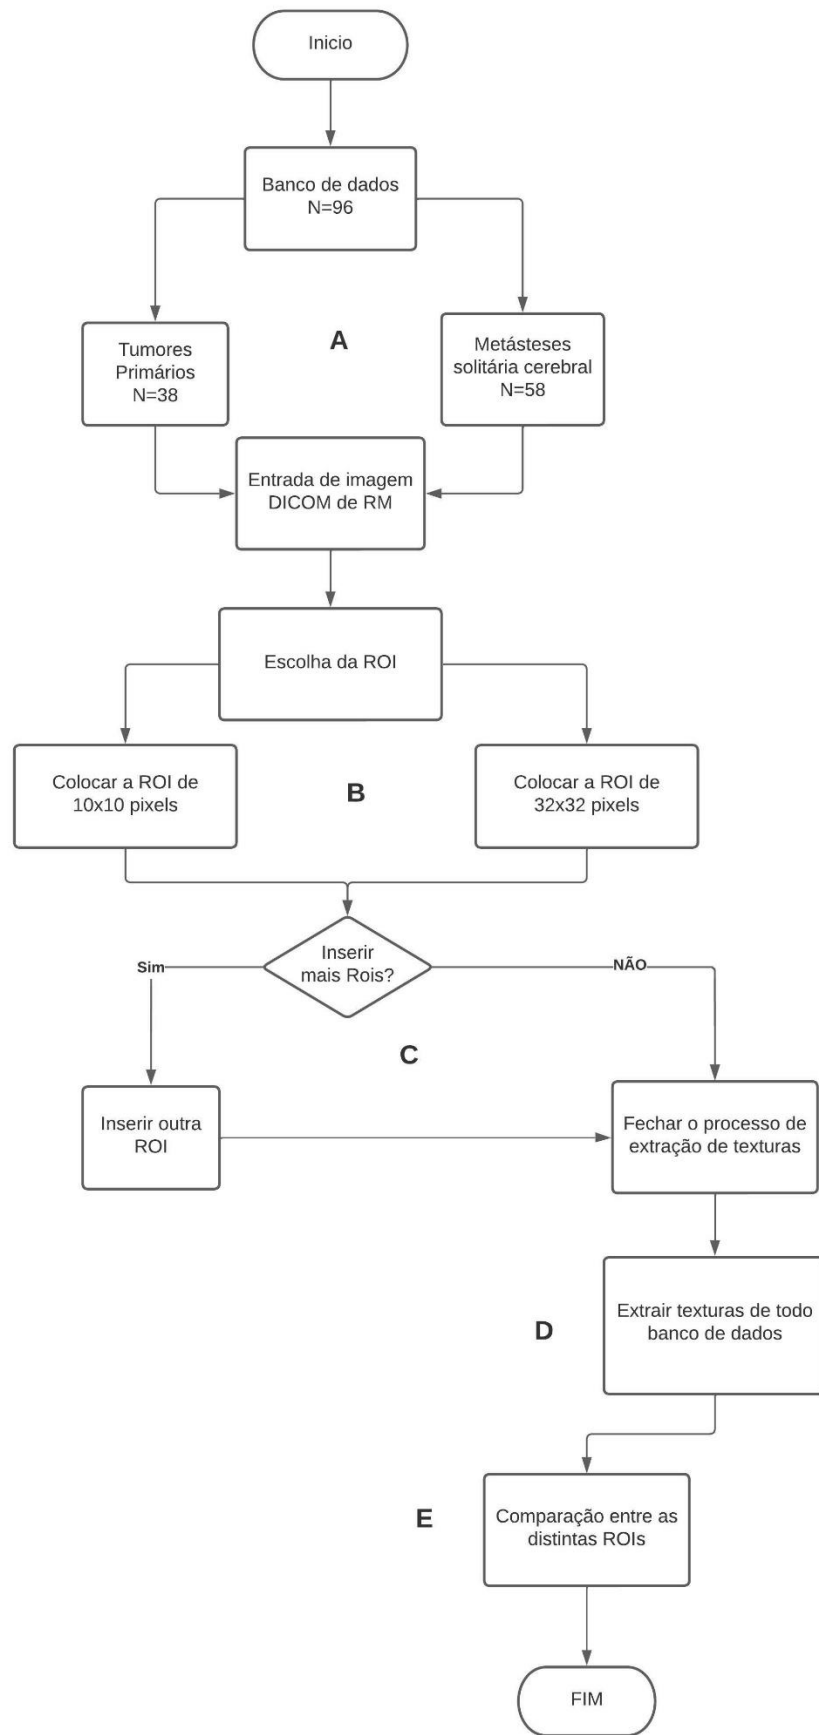 Inicio
Banco de dados
N=96
A
Tumores
Primários
N=38
Metásteses
solitária cerebral
N=58
Entrada de imagem
DICOM de RM
Escolha da ROI
Colocar a ROI de
10x10 pixels
B
Colocar a ROI de
32x32 pixels
Inserir
mais Rois?
Sim
NÃO
C
Inserir outra
ROI
Fechar o processo de
extração de texturas
D
Extrair texturas de todo
banco de dados
E
Comparação entre as
distintas ROIs
FIM